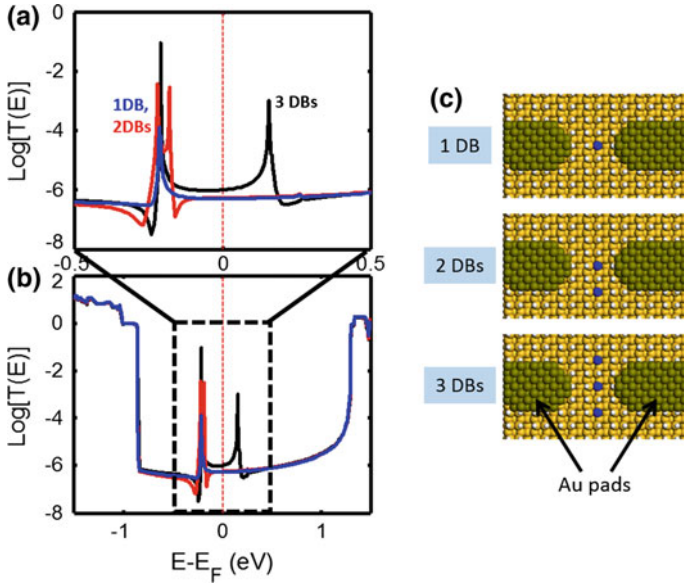 (a)
0
-2
-4
-6
-8
Log[T(E)]
1DB,
2DBs
3 DBs
-0.5
0
0.5
(b)
2
0
-2
-4
-6
-8
Log[T(E)]
-1
0
1
E-E_F (eV)
(c)
1 DB
2 DBs
3 DBs
Au pads